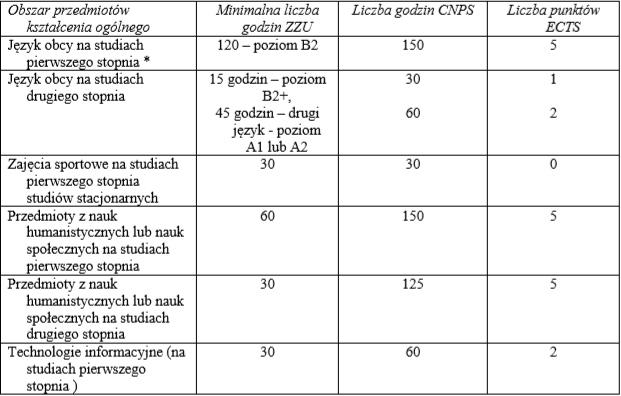 Obszar przedmiotów kształcenia ogólnego | Minimalna liczba godzin ZZU | Liczba godzin CNPS | Liczba punktów ECTS
Język obcy na studiach pierwszego stopnia * | 120 – poziom B2 | 150 | 5
Język obcy na studiach drugiego stopnia | 15 godzin – poziom B2+, | 30 | 1
45 godzin – drugi język - poziom A1 lub A2 | 60 | 2
Zajęcia sportowe na studiach pierwszego stopnia studiów stacjonarnych | 30 | 30 | 0
Przedmioty z nauk humanistycznych lub nauk społecznych na studiach pierwszego stopnia | 60 | 150 | 5
Przedmioty z nauk humanistycznych lub nauk społecznych na studiach drugiego stopnia | 30 | 125 | 5
Technologie informacyjne (na studiach pierwszego stopnia ) | 30 | 60 | 2